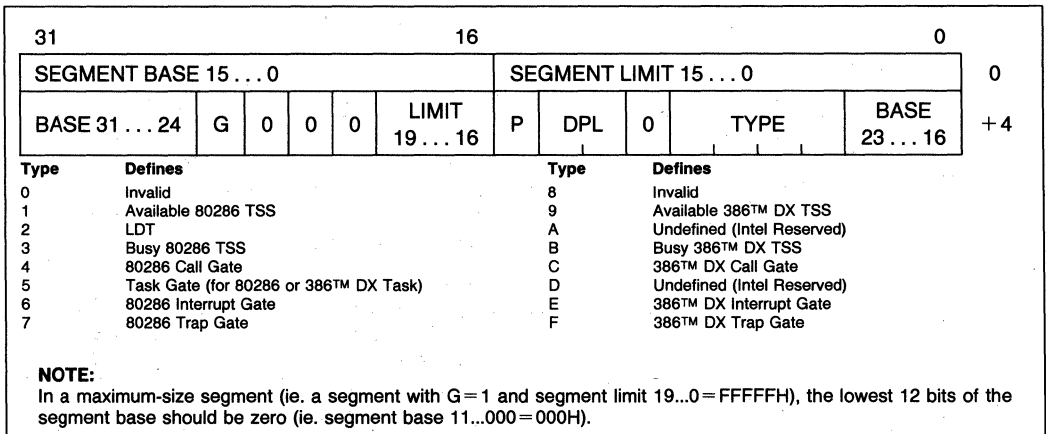 31 16 0
SEGMENT BASE 15 . . . 0 SEGMENT LIMIT 15 . . . 0 0
BASE 31 . . . 24 G 0 0 0 LIMIT 19 . . . 16 P DPL 0 TYPE BASE 23 . . . 16 +4
Type Defines Type Defines
0 Invalid 8 Invalid
1 Available 80286 TSS 9 Available 386™ DX TSS
2 LDT A Undefined (Intel Reserved)
3 Busy 80286 TSS B Busy 386™ DX TSS
4 80286 Call Gate C 386™ DX Call Gate
5 Task Gate (for 80286 or 386™ DX Task) D Undefined (Intel Reserved)
6 80286 Interrupt Gate E 386™ DX Interrupt Gate
7 80286 Trap Gate F 386™ DX Trap Gate
NOTE:
In a maximum-size segment (ie. a segment with G=1 and segment limit 19...0=FFFFFH), the lowest 12 bits of the
segment base should be zero (ie. segment base 11...000=000H).